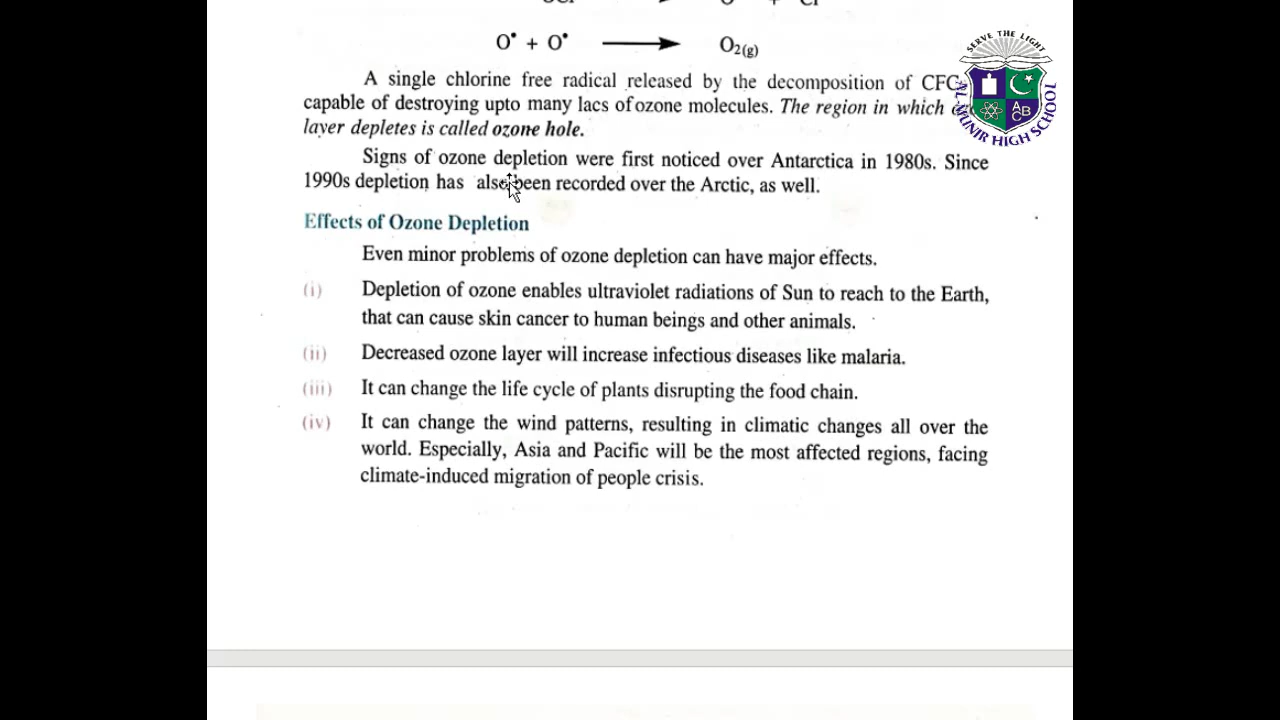 O• + O• ⟶ O2(g)
A single chlorine free radical released by the decomposition of CFC
capable of destroying upto many lacs of ozone molecules. The region in which
layer depletes is called ozone hole.
Signs of ozone depletion were first noticed over Antarctica in 1980s. Since
1990s depletion has also been recorded over the Arctic, as well.
Effects of Ozone Depletion
Even minor problems of ozone depletion can have major effects.
(i) Depletion of ozone enables ultraviolet radiations of Sun to reach to the Earth,
that can cause skin cancer to human beings and other animals.
(ii) Decreased ozone layer will increase infectious diseases like malaria.
(iii) It can change the life cycle of plants disrupting the food chain.
(iv) It can change the wind patterns, resulting in climatic changes all over the
world. Especially, Asia and Pacific will be the most affected regions, facing
climate-induced migration of people crisis.
SERVE THE LIGHT
A B C
AL-MUNIR HIGH SCHOOL